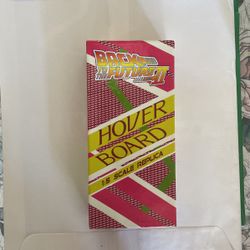 BACK
TO THE
FUTURE II
HOVER
BOARD
1:5 SCALE REPLICA